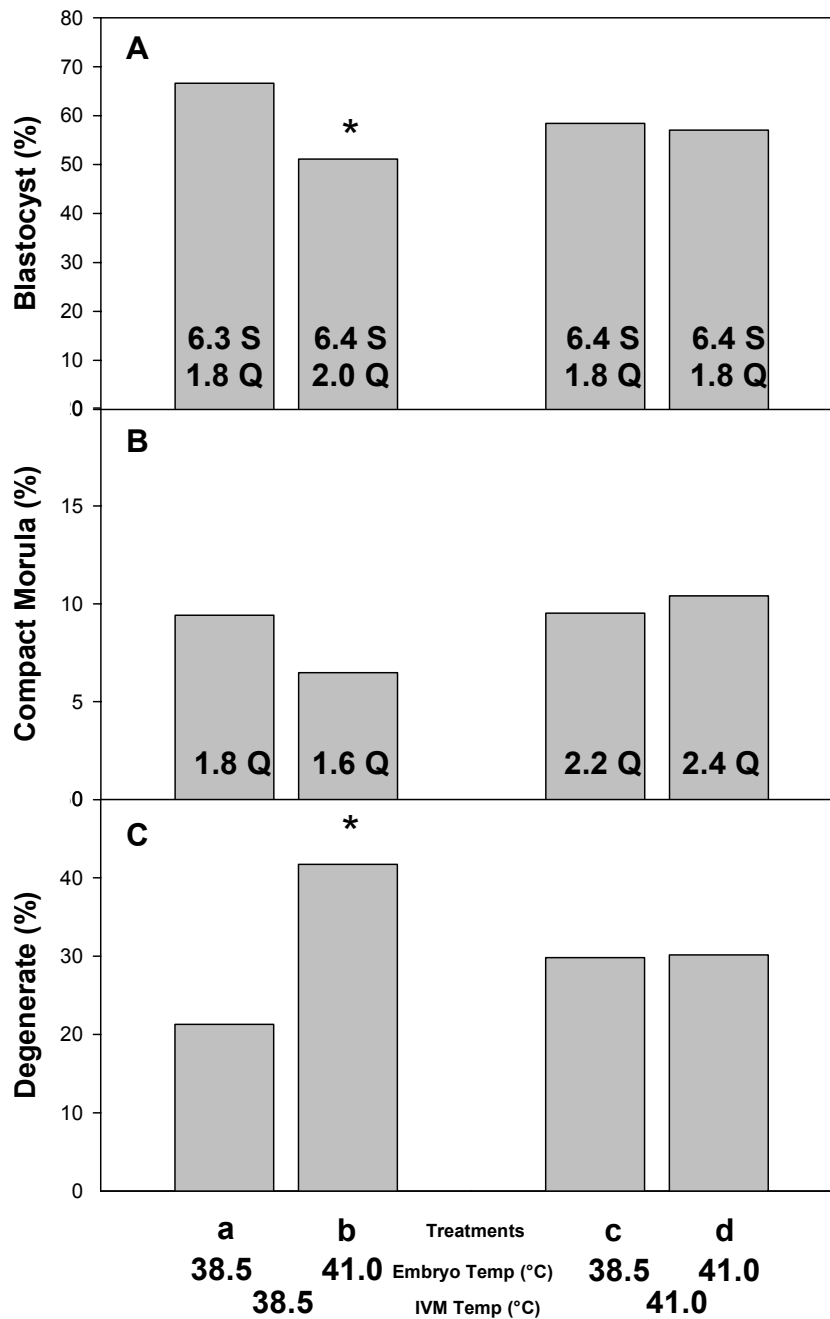 A
Blastocyst (%)
80
70
60
50
40
30
20
10
0
*
6.3 S
1.8 Q
6.4 S
2.0 Q
6.4 S
1.8 Q
6.4 S
1.8 Q
B
Compact Morula (%)
20
15
10
5
0
1.8 Q
1.6 Q
2.2 Q
2.4 Q
C
Degenerate (%)
40
30
20
10
0
*
a b Treatments c d
38.5 41.0 Embryo Temp (°C) 38.5 41.0
38.5 IVM Temp (°C) 41.0